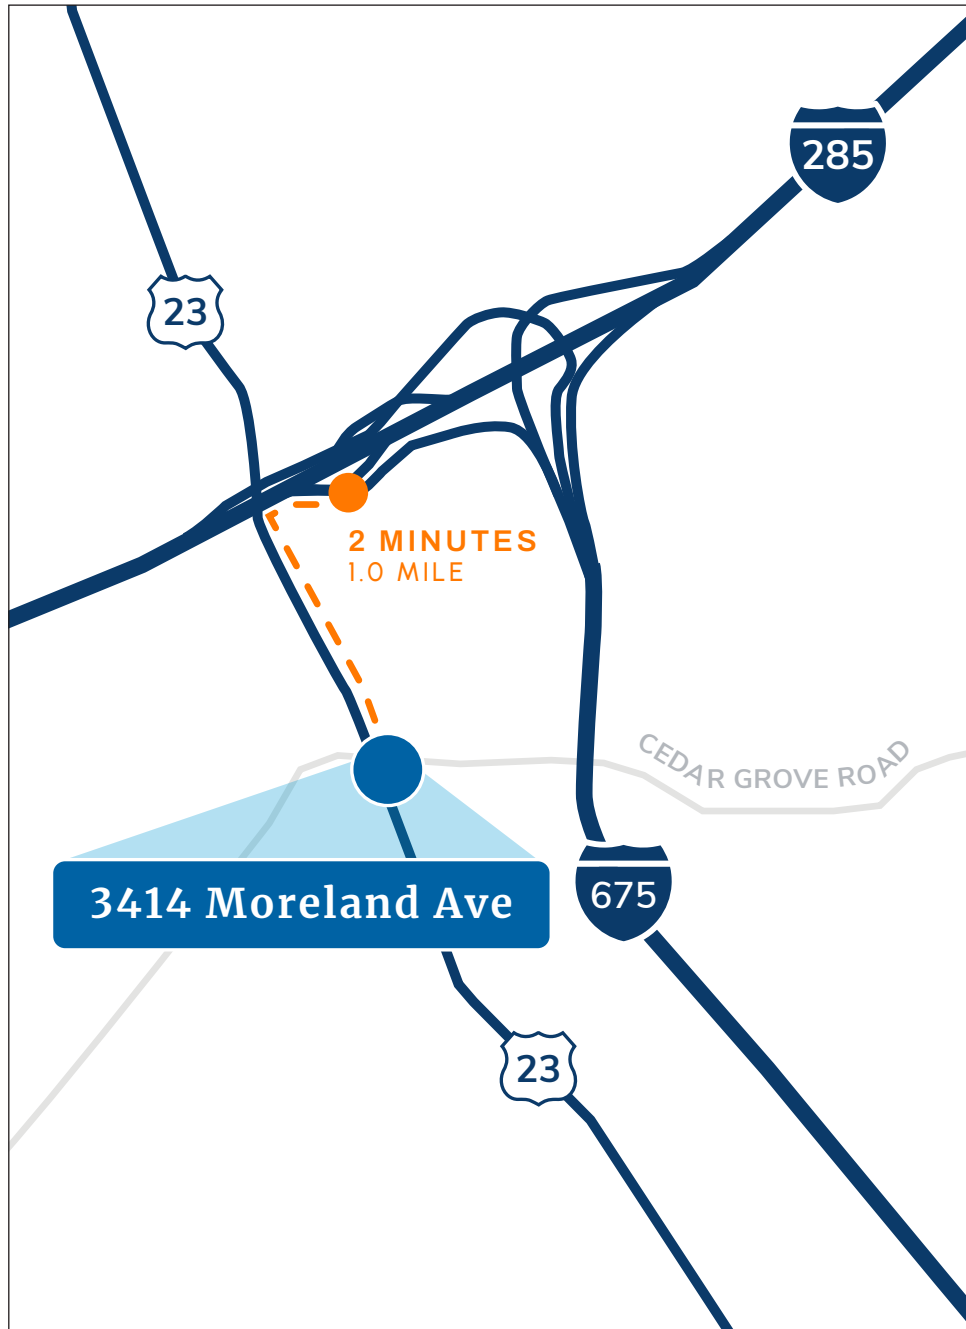 285
23
2 MINUTES
1.0 MILE
CEDAR GROVE ROAD
3414 Moreland Ave
675
23